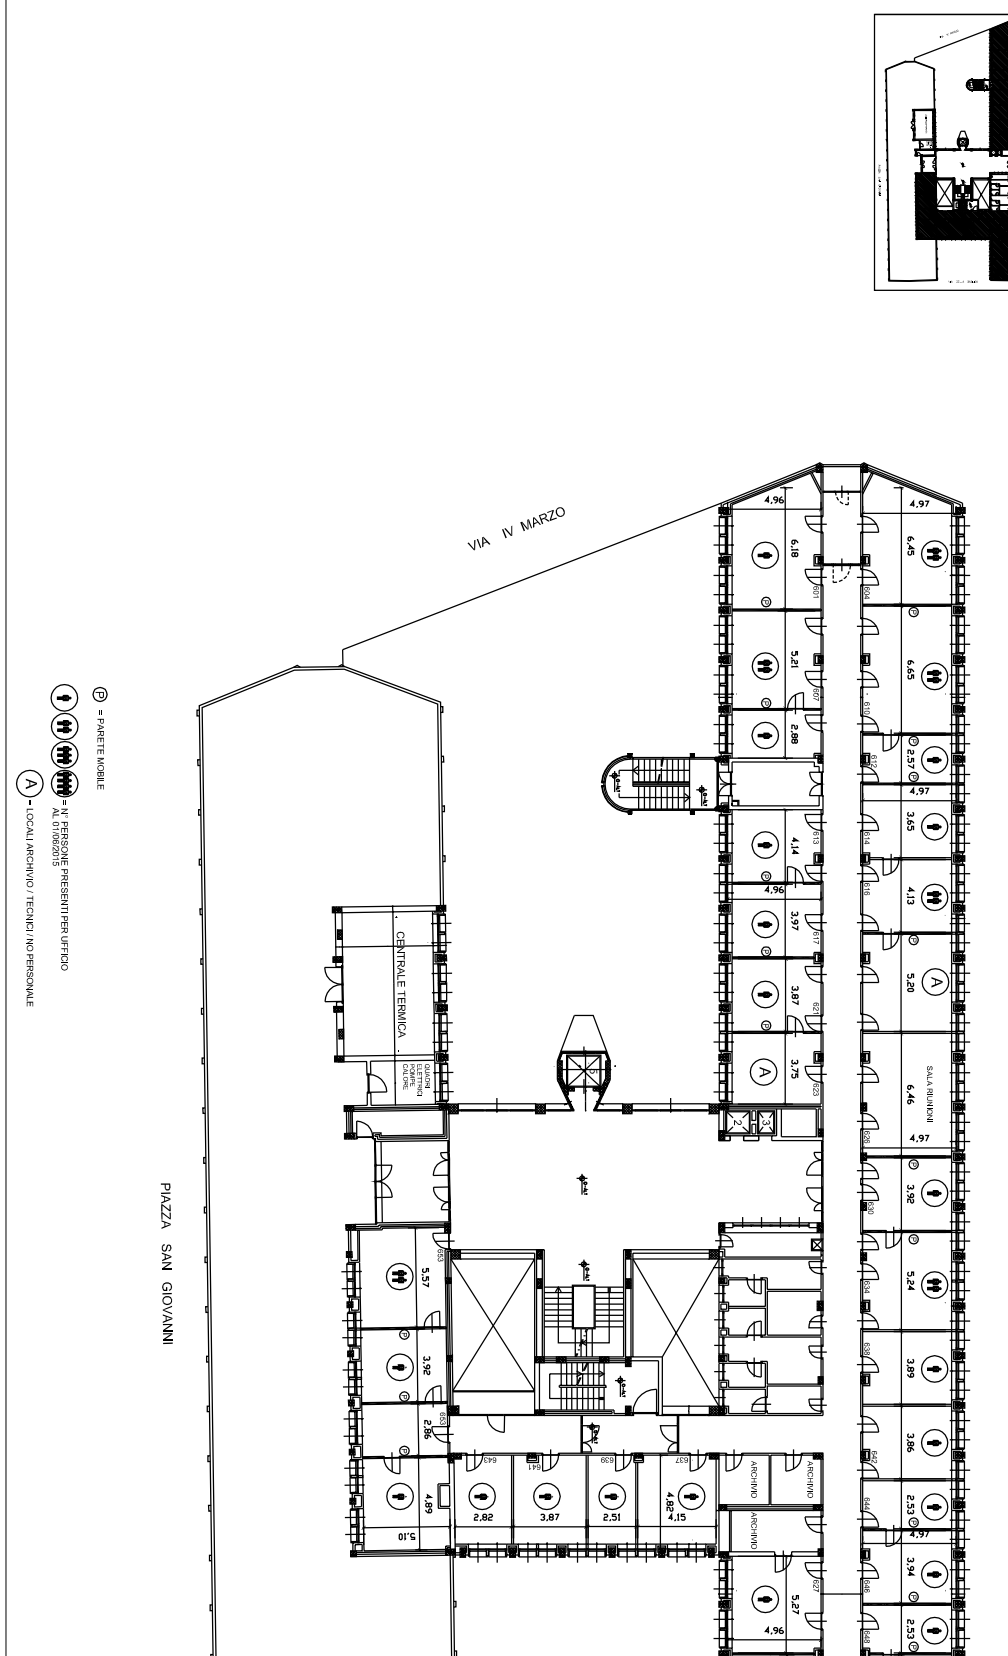 VIA IV MARZO
4,96
4,97
6,18
6,45
P
601
604
5,21
6,65
P
P
607
610
2,88
2,57
P
P
612
4,97
4,14
3,65
P
613
614
4,96
3,97
4,13
P
617
616
3,87
5,20
P
P
621
A
3,75
A
623
SALA RIUNIONI
6,46
4,97
626
CENTRALE TERMICA
QUADRI
ELETTRICI
POMPE
CALORE
5
2
3
P
3,92
630
P
5,24
634
3,89
638
3,86
642
2,53
P
644
4,97
3,94
P
646
2,53
P
648
653
5,57
P
3,92
P
653
2,86
P
4,89
5,10
643
2,82
641
3,87
639
2,51
637
4,82
4,15
ARCHIVIO
ARCHIVIO
ARCHIVIO
627
5,27
4,96
PIAZZA SAN GIOVANNI
P = PARETE MOBILE
= N° PERSONE PRESENTI PER UFFICIO
AL 01/06/2015
A = LOCALI ARCHIVIO / TECNICI / NO PERSONALE